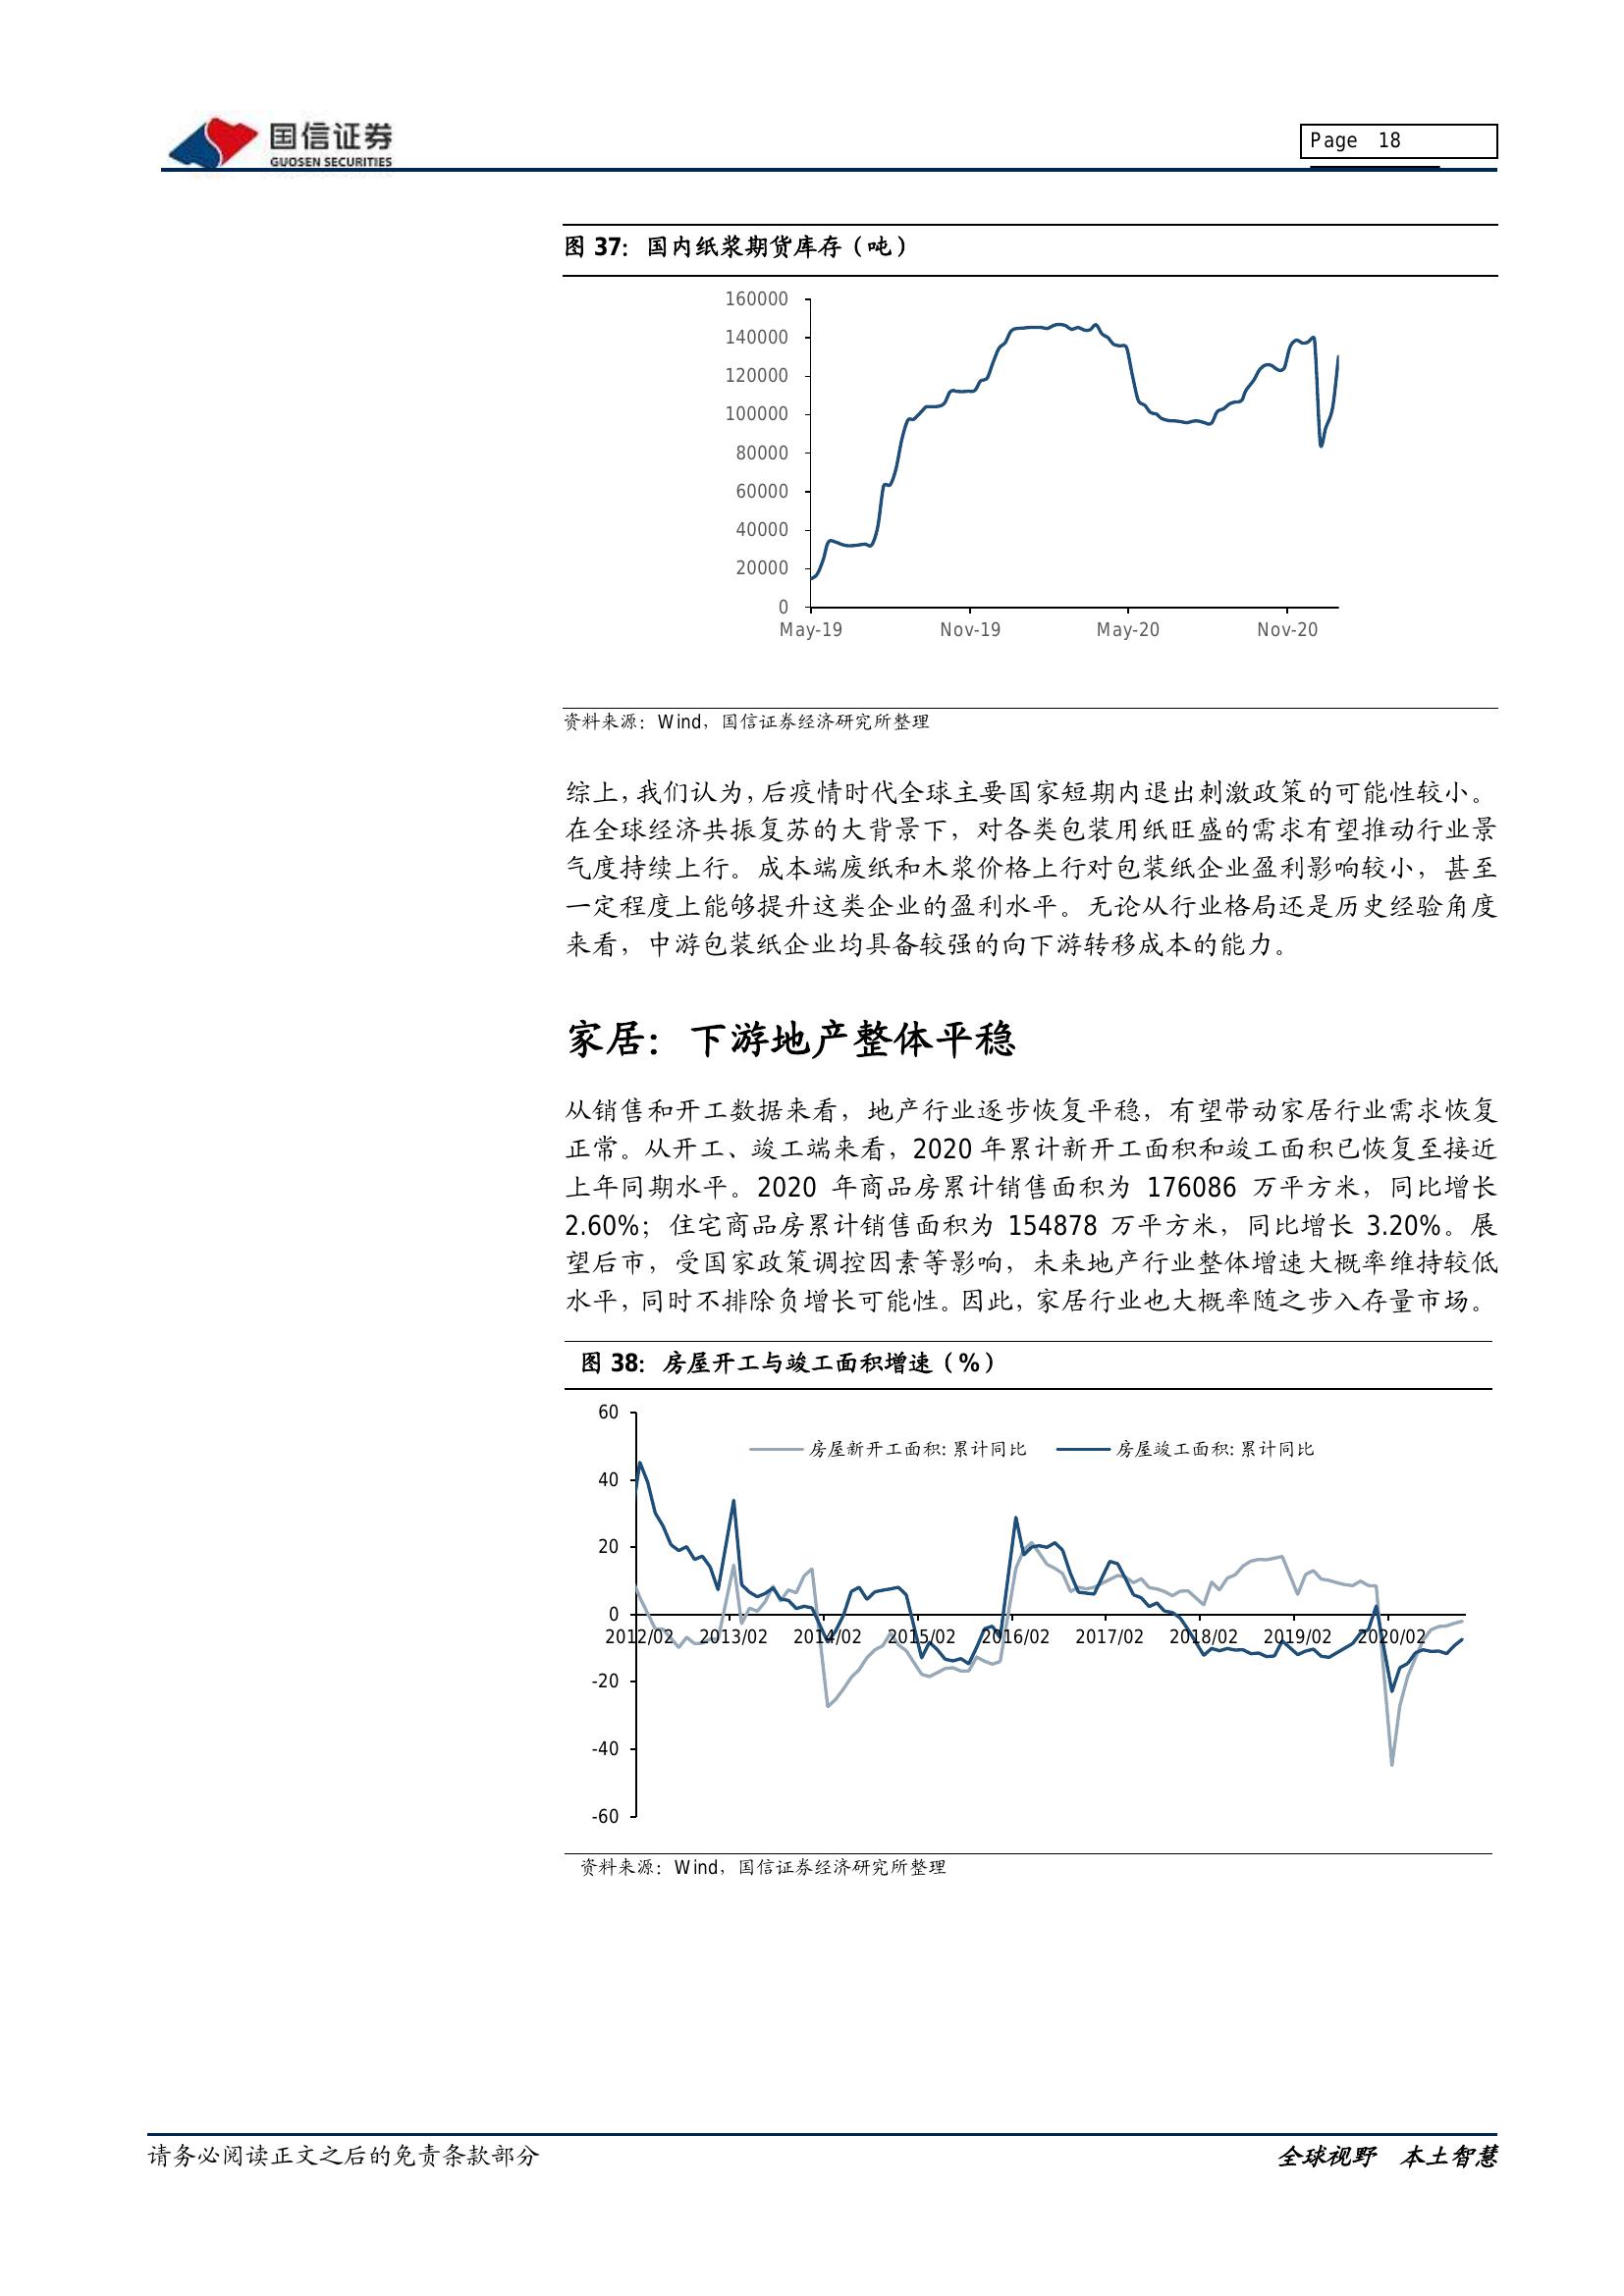 国信证券
GUOSEN SECURITIES
Page 18
图 37：国内纸浆期货库存（吨）
160000
140000
120000
100000
80000
60000
40000
20000
0
May-19 Nov-19 May-20 Nov-20
资料来源：Wind，国信证券经济研究所整理
综上，我们认为，后疫情时代全球主要国家短期内退出刺激政策的可能性较小。
在全球经济共振复苏的大背景下，对各类包装用纸旺盛的需求有望推动行业景
气度持续上行。成本端废纸和木浆价格上行对包装纸企业盈利影响较小，甚至
一定程度上能够提升这类企业的盈利水平。无论从行业格局还是历史经验角度
来看，中游包装纸企业均具备较强的向下游转移成本的能力。
家居：下游地产整体平稳
从销售和开工数据来看，地产行业逐步恢复平稳，有望带动家居行业需求恢复
正常。从开工、竣工端来看，2020 年累计新开工面积和竣工面积已恢复至接近
上年同期水平。2020 年商品房累计销售面积为 176086 万平方米，同比增长
2.60%；住宅商品房累计销售面积为 154878 万平方米，同比增长 3.20%。展
望后市，受国家政策调控因素等影响，未来地产行业整体增速大概率维持较低
水平，同时不排除负增长可能性。因此，家居行业也大概率随之步入存量市场。
图 38：房屋开工与竣工面积增速（%）
60
房屋新开工面积:累计同比 房屋竣工面积:累计同比
40
20
0
2012/02 2013/02 2014/02 2015/02 2016/02 2017/02 2018/02 2019/02 2020/02
-20
-40
-60
资料来源：Wind，国信证券经济研究所整理
请务必阅读正文之后的免责条款部分
全球视野 本土智慧